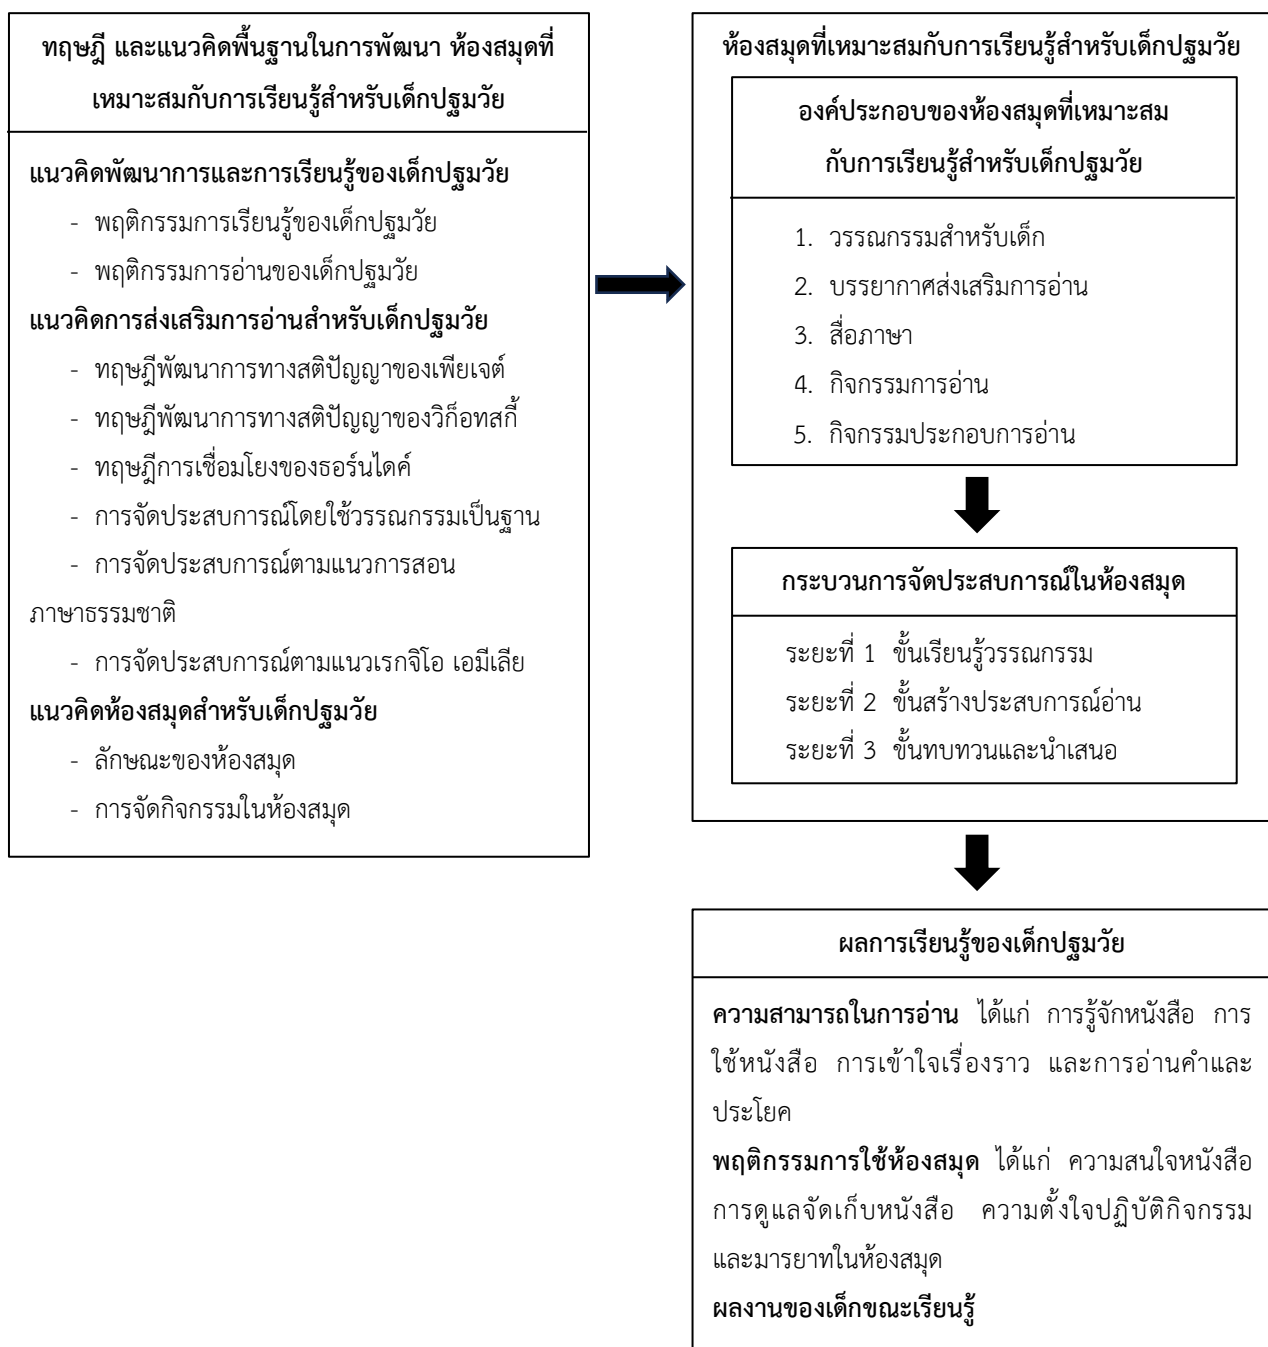 ทฤษฎี และแนวคิดพื้นฐานในการพัฒนา ห้องสมุดที่
เหมาะสมกับการเรียนรู้สำหรับเด็กปฐมวัย
แนวคิดพัฒนาการและการเรียนรู้ของเด็กปฐมวัย
- พฤติกรรมการเรียนรู้ของเด็กปฐมวัย
- พฤติกรรมการอ่านของเด็กปฐมวัย
แนวคิดการส่งเสริมการอ่านสำหรับเด็กปฐมวัย
- ทฤษฎีพัฒนาการทางสติปัญญาของเพียเจต์
- ทฤษฎีพัฒนาการทางสติปัญญาของวิก็อทสกี้
- ทฤษฎีการเชื่อมโยงของธอร์นไดค์
- การจัดประสบการณ์โดยใช้วรรณกรรมเป็นฐาน
- การจัดประสบการณ์ตามแนวการสอน
ภาษาธรรมชาติ
- การจัดประสบการณ์ตามแนวเรกจิโอ เอมีเลีย
แนวคิดห้องสมุดสำหรับเด็กปฐมวัย
- ลักษณะของห้องสมุด
- การจัดกิจกรรมในห้องสมุด
ห้องสมุดที่เหมาะสมกับการเรียนรู้สำหรับเด็กปฐมวัย
องค์ประกอบของห้องสมุดที่เหมาะสม
กับการเรียนรู้สำหรับเด็กปฐมวัย
1. วรรณกรรมสำหรับเด็ก
2. บรรยากาศส่งเสริมการอ่าน
3. สื่อภาษา
4. กิจกรรมการอ่าน
5. กิจกรรมประกอบการอ่าน
กระบวนการจัดประสบการณ์ในห้องสมุด
ระยะที่ 1 ขั้นเรียนรู้วรรณกรรม
ระยะที่ 2 ขั้นสร้างประสบการณ์อ่าน
ระยะที่ 3 ขั้นทบทวนและนำเสนอ
ผลการเรียนรู้ของเด็กปฐมวัย
ความสามารถในการอ่าน ได้แก่ การรู้จักหนังสือ การ
ใช้หนังสือ การเข้าใจเรื่องราว และการอ่านคำและ
ประโยค
พฤติกรรมการใช้ห้องสมุด ได้แก่ ความสนใจหนังสือ
การดูแลจัดเก็บหนังสือ ความตั้งใจปฏิบัติกิจกรรม
และมารยาทในห้องสมุด
ผลงานของเด็กขณะเรียนรู้